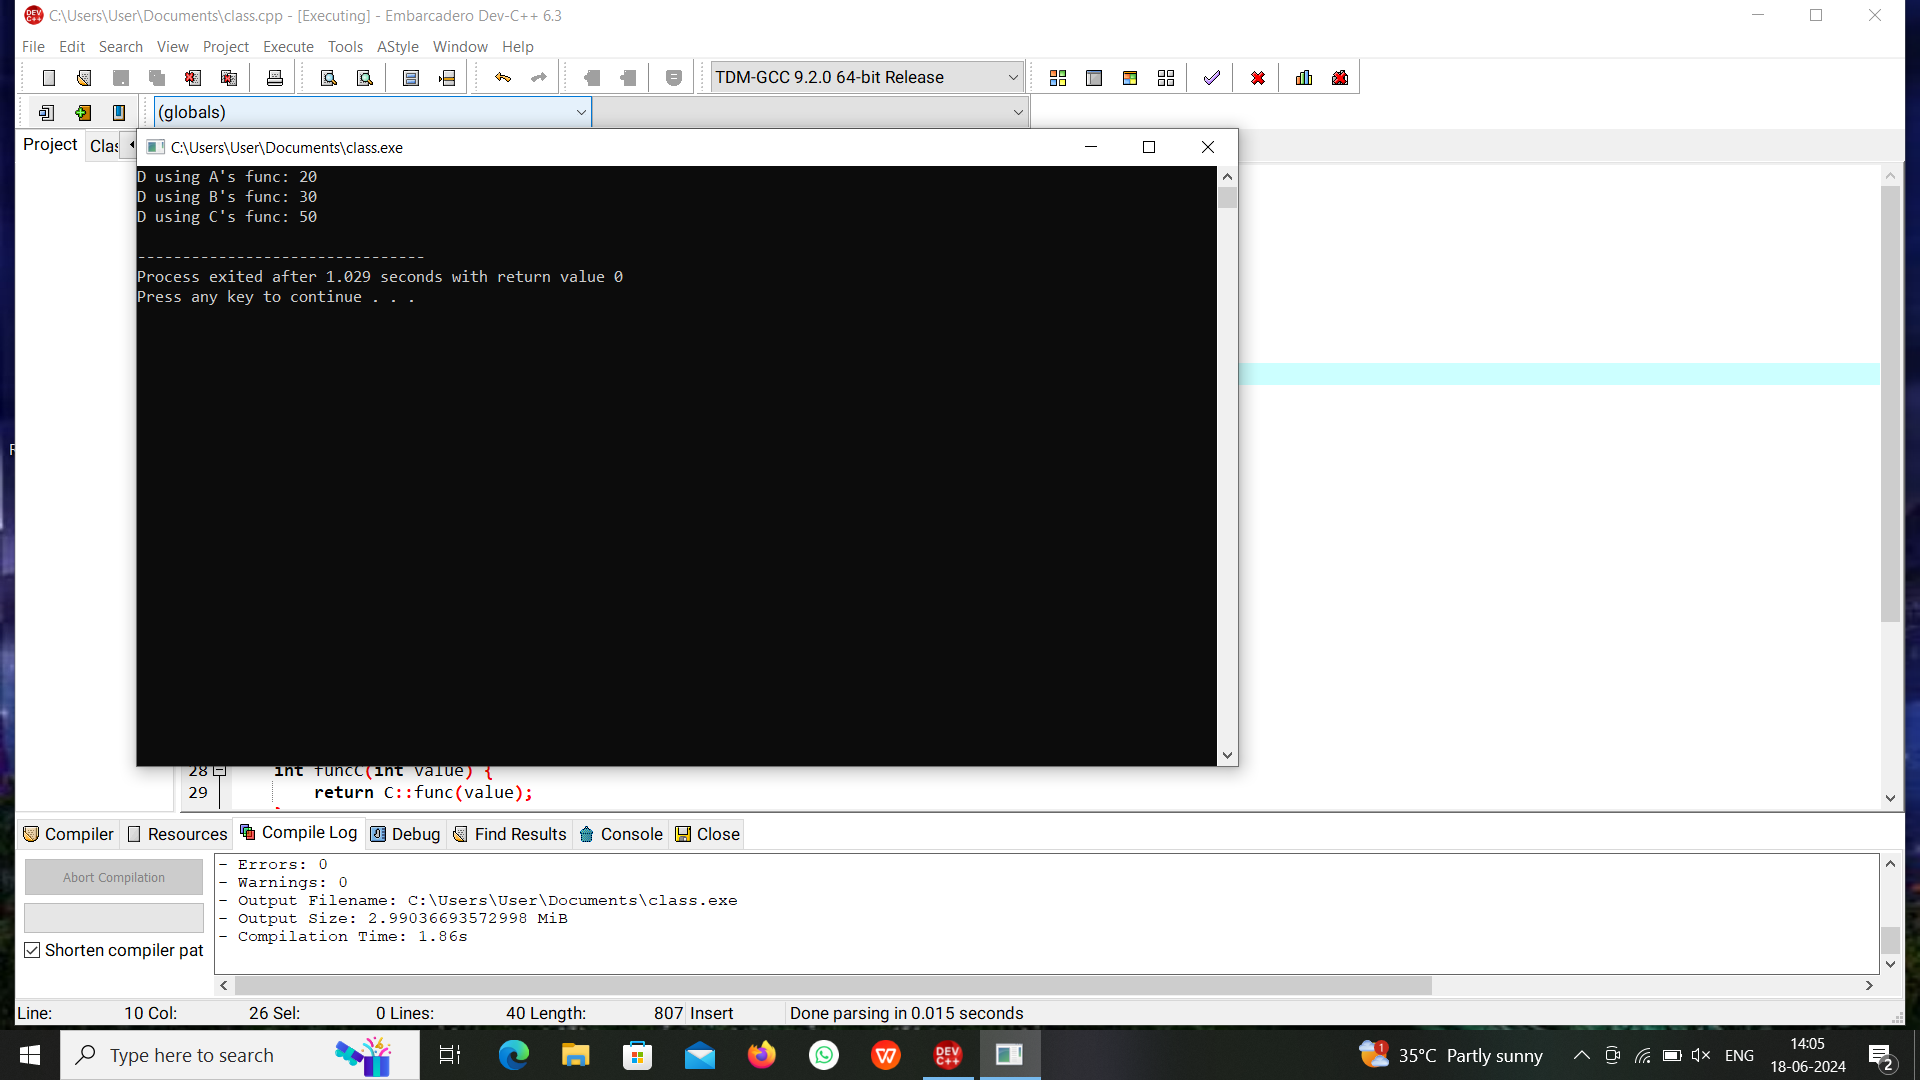 C:\Users\User\Documents\class.cpp - [Executing] - Embarcadero Dev-C++ 6.3
File Edit Search View Project Execute Tools AStyle Window Help
TDM-GCC 9.2.0 64-bit Release
(globals)
Project Clas
C:\Users\User\Documents\class.exe
D using A's func: 20
D using B's func: 30
D using C's func: 50
--------------------------------
Process exited after 1.029 seconds with return value 0
Press any key to continue . . .
28 int funcC(int value) {
29 return C::func(value);
Compiler Resources Compile Log Debug Find Results Console Close
Abort Compilation
Shorten compiler pat
- Errors: 0
- Warnings: 0
- Output Filename: C:\Users\User\Documents\class.exe
- Output Size: 2.99036693572998 MiB
- Compilation Time: 1.86s
Line: 10 Col: 26 Sel: 0 Lines: 40 Length: 807 Insert Done parsing in 0.015 seconds
Type here to search
DEV C++
1
35°C Partly sunny
ENG
14:05
18-06-2024
2